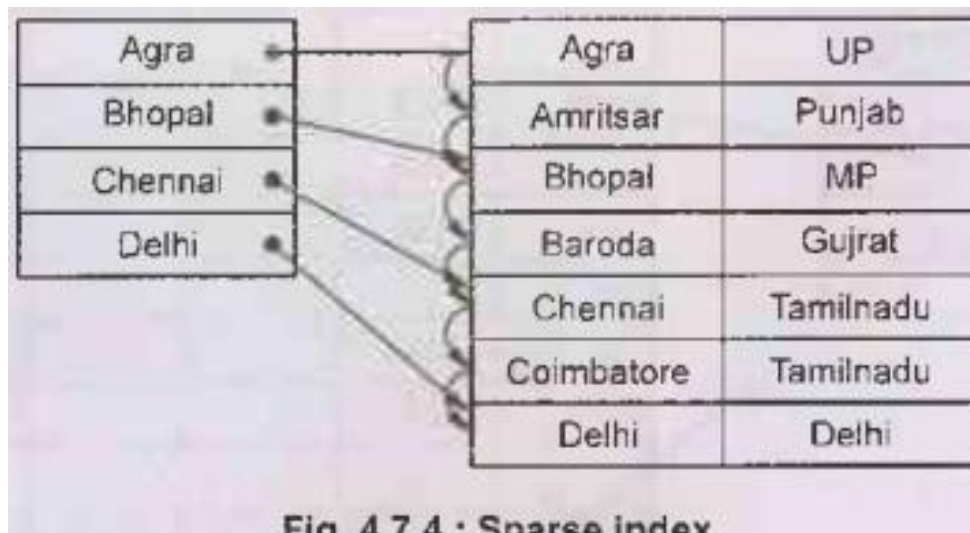 Agra Agra UP
Bhopal Amritsar Punjab
Chennai Bhopal MP
Delhi Baroda Gujrat
Chennai Tamilnadu
Coimbatore Tamilnadu
Delhi Delhi
Fig. 4.7.4 : Sparse index